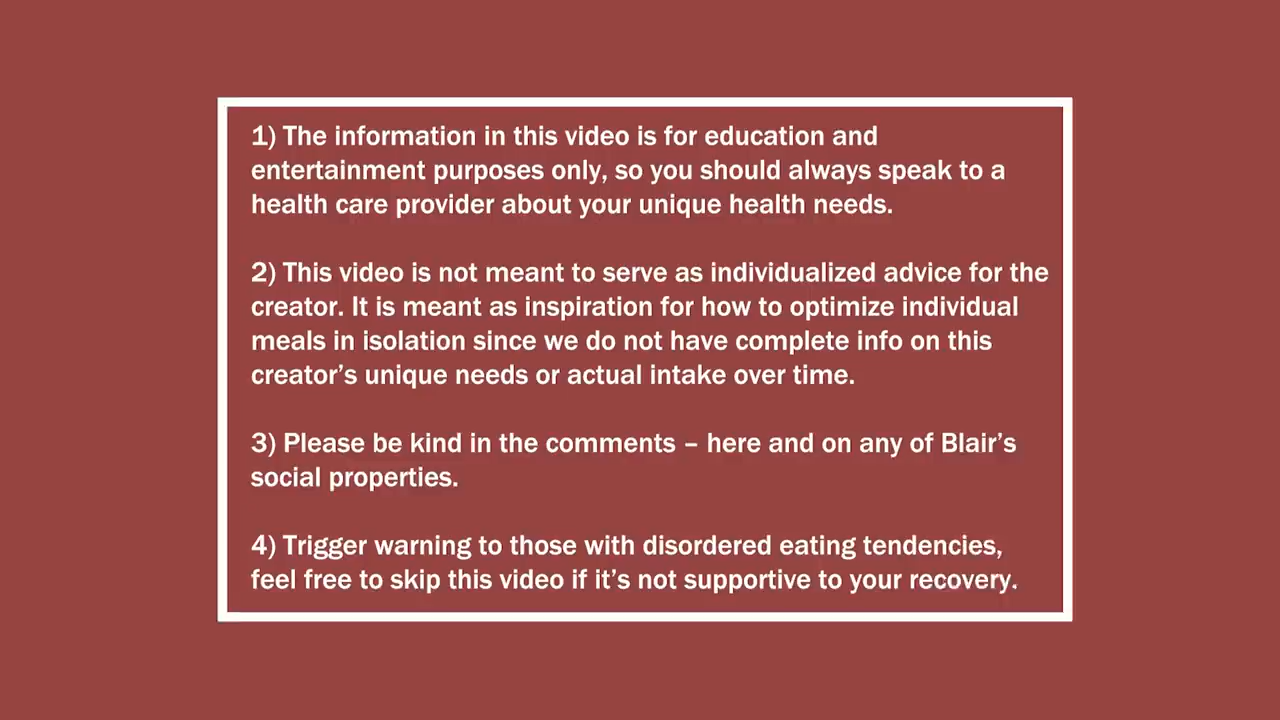 1) The information in this video is for education and
entertainment purposes only, so you should always speak to a
health care provider about your unique health needs.
2) This video is not meant to serve as individualized advice for the
creator. It is meant as inspiration for how to optimize individual
meals in isolation since we do not have complete info on this
creator’s unique needs or actual intake over time.
3) Please be kind in the comments – here and on any of Blair’s
social properties.
4) Trigger warning to those with disordered eating tendencies,
feel free to skip this video if it’s not supportive to your recovery.